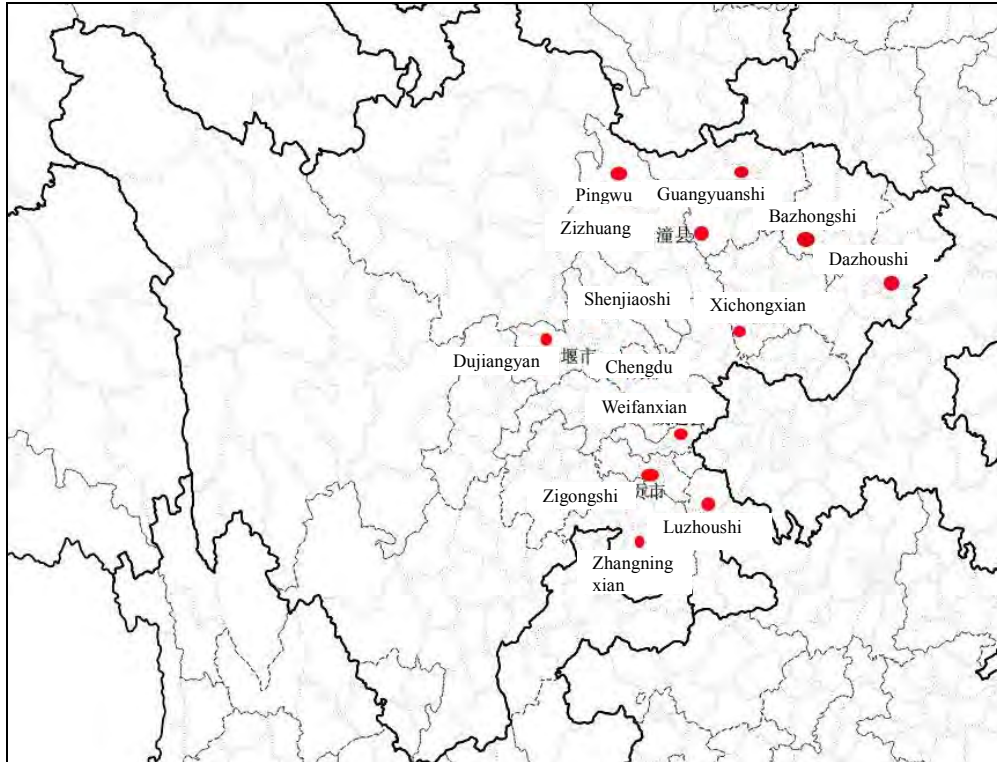 Pingwu
Guangyuanshi
Zizhuang
潼县
Bazhongshi
Dazhoushi
Shenjiaoshi
Xichongxian
Dujiangyan
堰市
Chengdu
Weifanxian
Zigongshi
市
Luzhoushi
Zhangning
xian